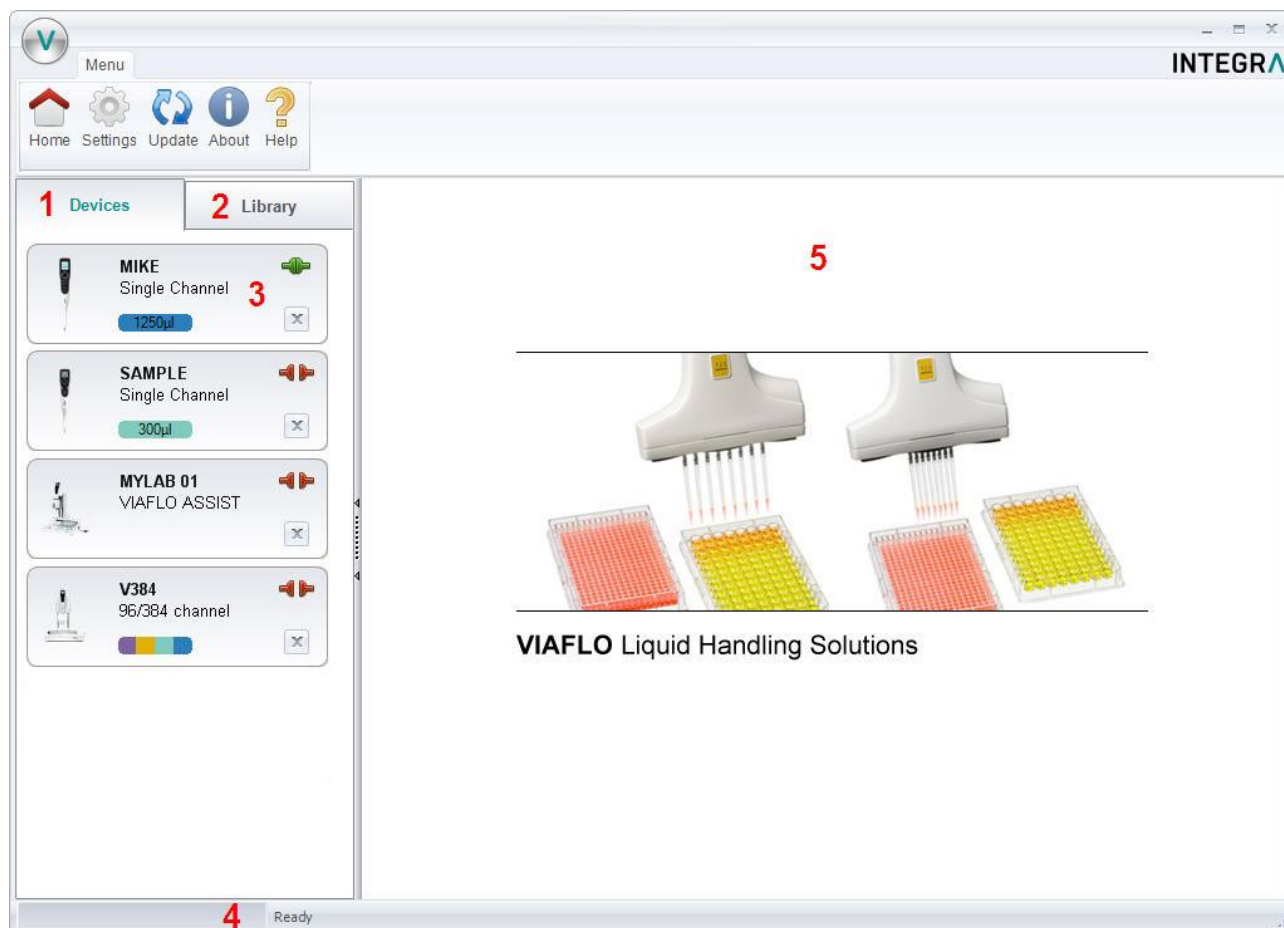 V
Menu
INTEGRA
Home Settings Update About Help
1 Devices
2 Library
MIKE
Single Channel
3
1250µl
SAMPLE
Single Channel
300µl
MYLAB 01
VIAFLO ASSIST
V384
96/384 channel
5
VIAFLO Liquid Handling Solutions
4 Ready